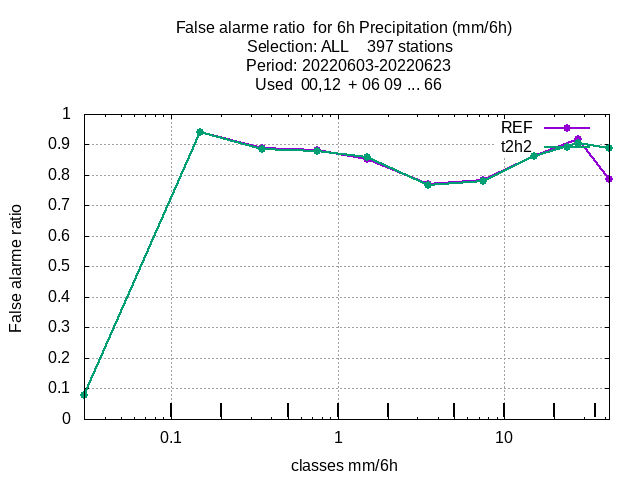 False alarme ratio  for 6h Precipitation (mm/6h)
Selection: ALL    397 stations
Period: 20220603-20220623
Used  00,12  + 06 09 ... 66
REF
t2h2
1
0.9
0.8
0.7
0.6
0.5
0.4
0.3
0.2
0.1
0
False alarme ratio
0.1 1 10
classes mm/6h